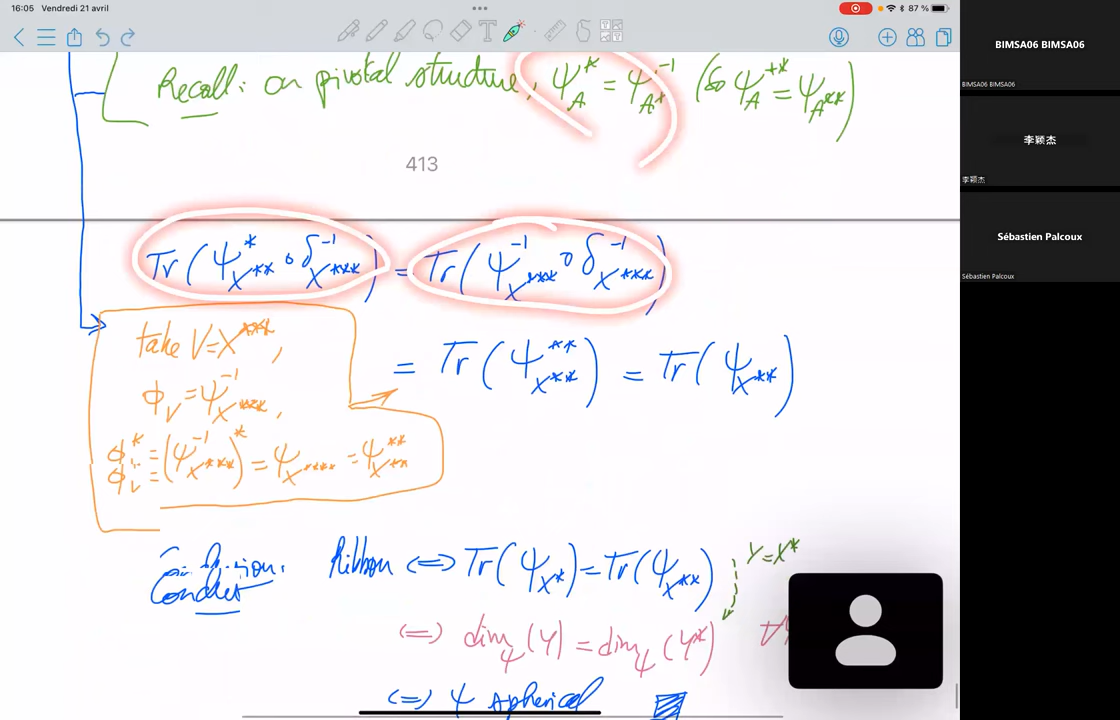 16:05 Vendredi 21 avril
87 %
Recall: on pivotal structure, Ψ_A^* = Ψ_{A^*}^{-1} (so Ψ_A^{**} = Ψ_{A^{**}})
413
Tr(Ψ_{X^{**}}^* ∘ δ_{X^{***}}^{-1}) = Tr(Ψ_{X^{***}}^{-1} ∘ δ_{X^{***}}^{-1})
take V = X^{***},
= Tr(Ψ_{X^{**}}^{**}) = Tr(Ψ_{X^{**}})
ϕ_V = Ψ_{X^{***}}^{-1},
ϕ_V^* = (Ψ_{X^{***}}^{-1})^* = Ψ_{X^{****}} = Ψ_{X^{**}}^{**}
Ribbon ⟺ Tr(Ψ_{X^*}) = Tr(Ψ_{X^{**}})
Y = X^*
⟺ dim_Ψ(Y) = dim_Ψ(Y^*)
⟺ Ψ spherical
BIMSA06 BIMSA06
BIMSA06 BIMSA06
李颖杰
李颖杰
Sébastien Palcoux
Sébastien Palcoux